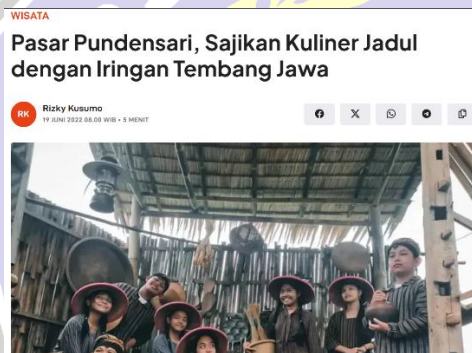 WISATA
Pasar Pundensari, Sajikan Kuliner Jadul
dengan Iringan Tembang Jawa
RK
Rizky Kusumo
19 JUNI 2022 08.00 WIB • 5 MENIT